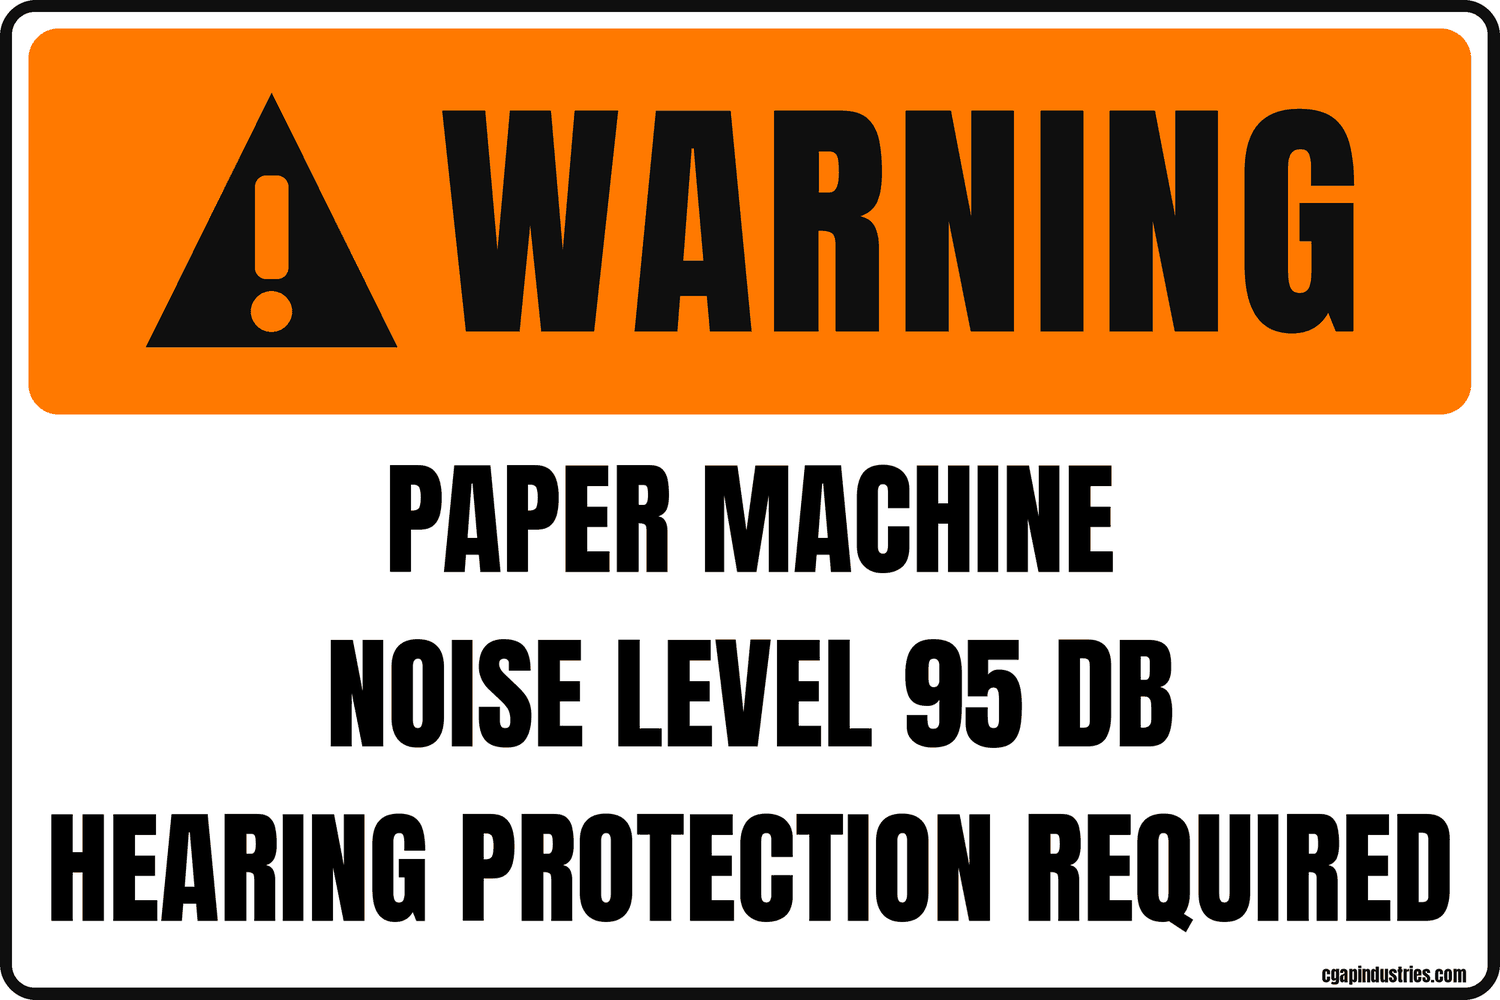 WARNING
PAPER MACHINE
NOISE LEVEL 95 DB
HEARING PROTECTION REQUIRED
cgapindustries.com